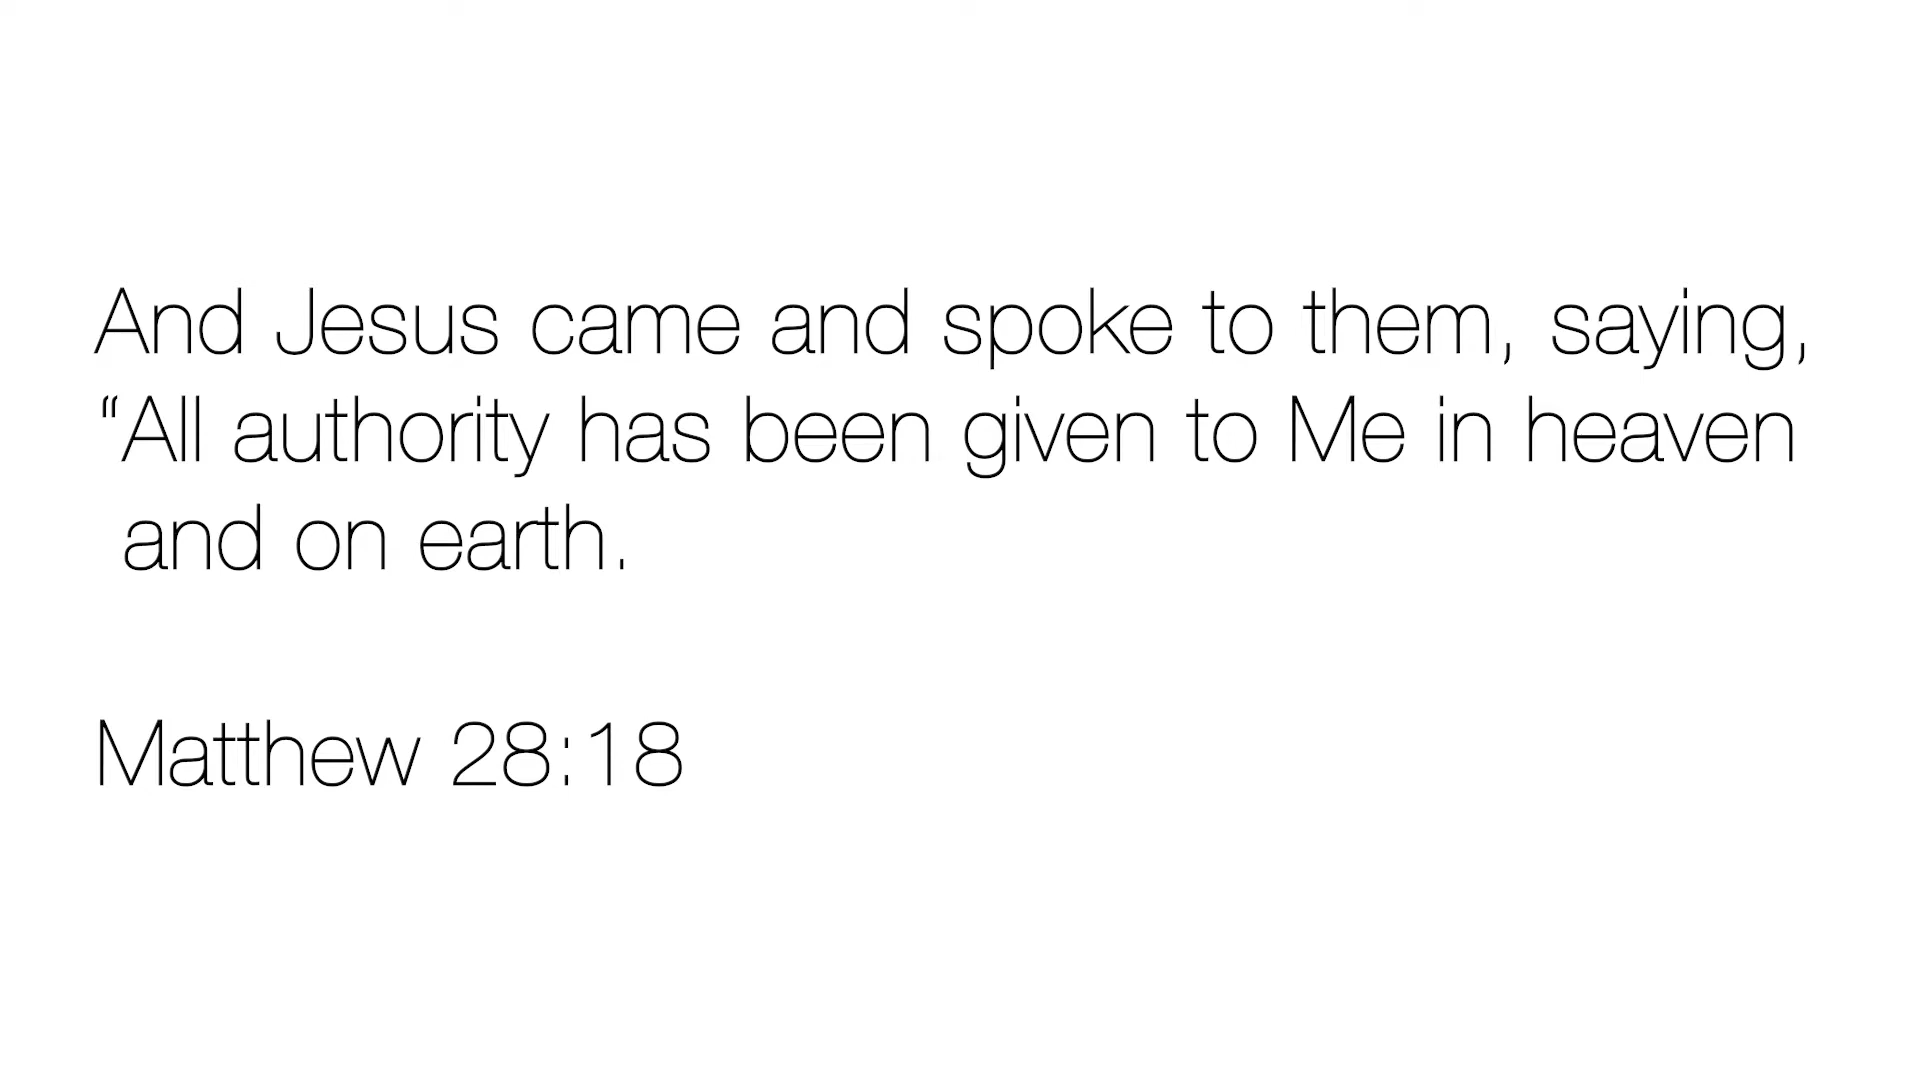 And Jesus came and spoke to them, saying,
“All authority has been given to Me in heaven
and on earth.
Matthew 28:18